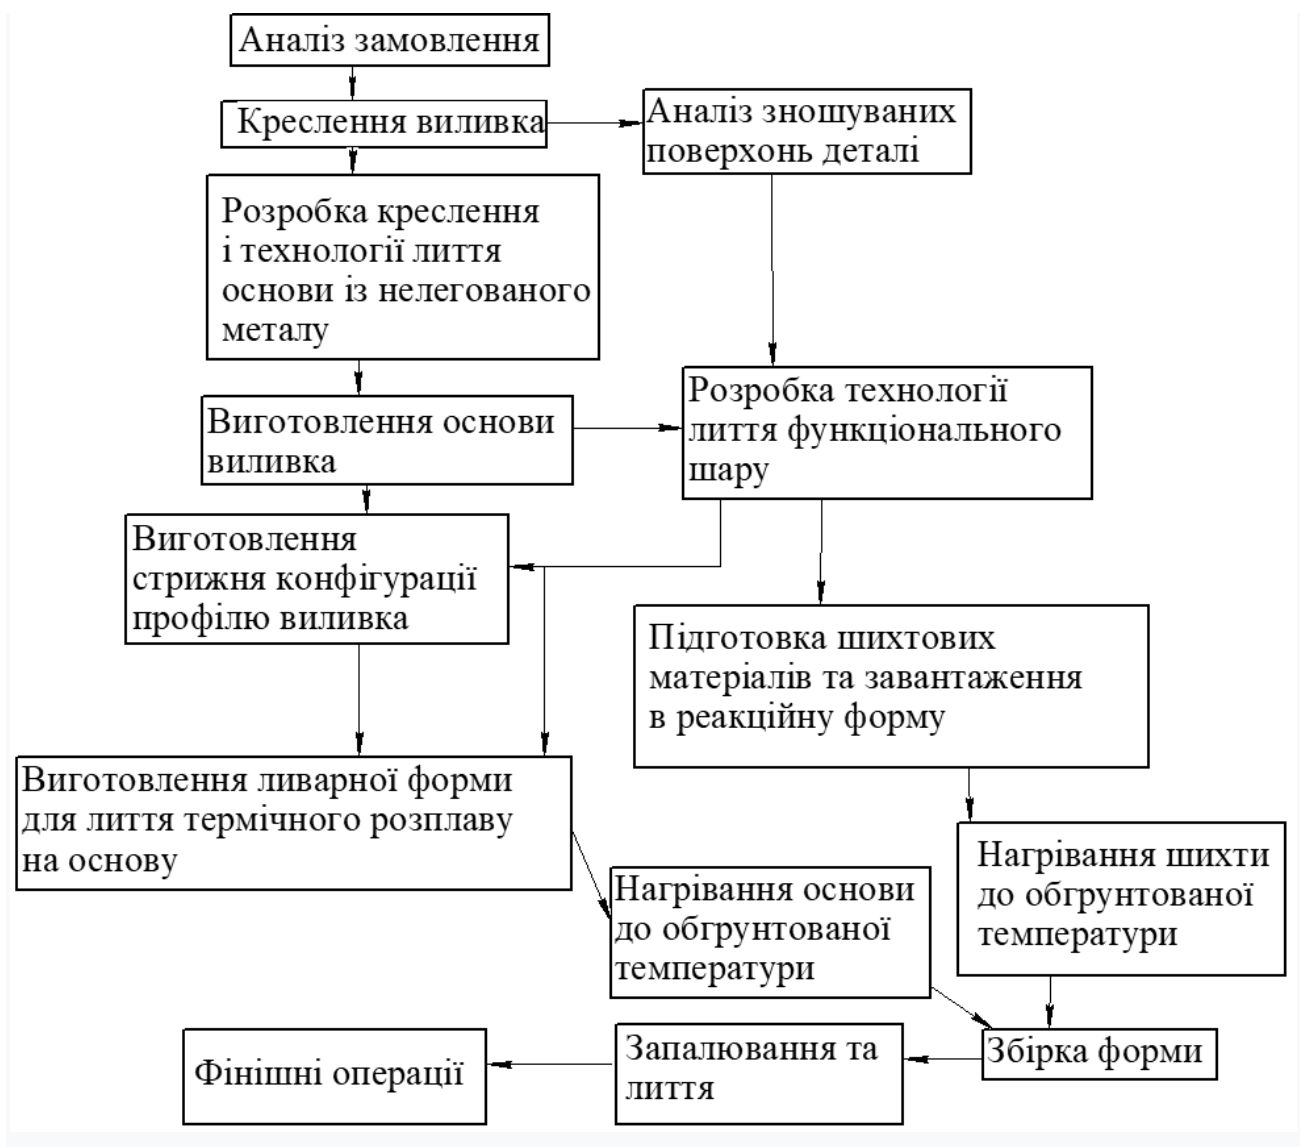 Аналіз замовлення
Креслення виливка
Аналіз зношуваних
поверхонь деталі
Розробка креслення
і технології лиття
основи із нелегованого
металу
Виготовлення основи
виливка
Розробка технології
лиття функціонального
шару
Виготовлення
стрижня конфігурації
профілю виливка
Підготовка шихтових
матеріалів та завантаження
в реакційну форму
Виготовлення ливарної форми
для лиття термічного розплаву
на основу
Нагрівання основи
до обгрунтованої
температури
Нагрівання шихти
до обгрунтованої
температури
Збірка форми
Запалювання та
лиття
Фінішні операції